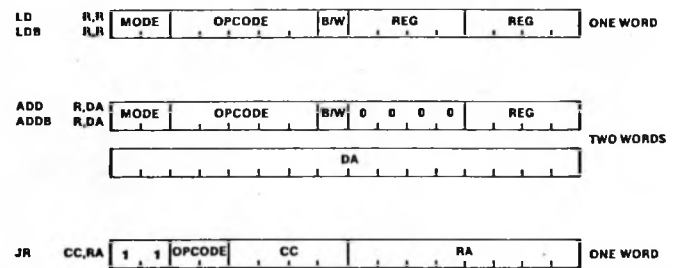 LD R,R MODE OPCODE B/W REG REG ONE WORD
LDB R,R
ADD R,DA MODE OPCODE B/W 0 0 0 0 REG
ADDB R,DA
TWO WORDS
DA
JR CC,RA 1 1 OPCODE CC RA ONE WORD